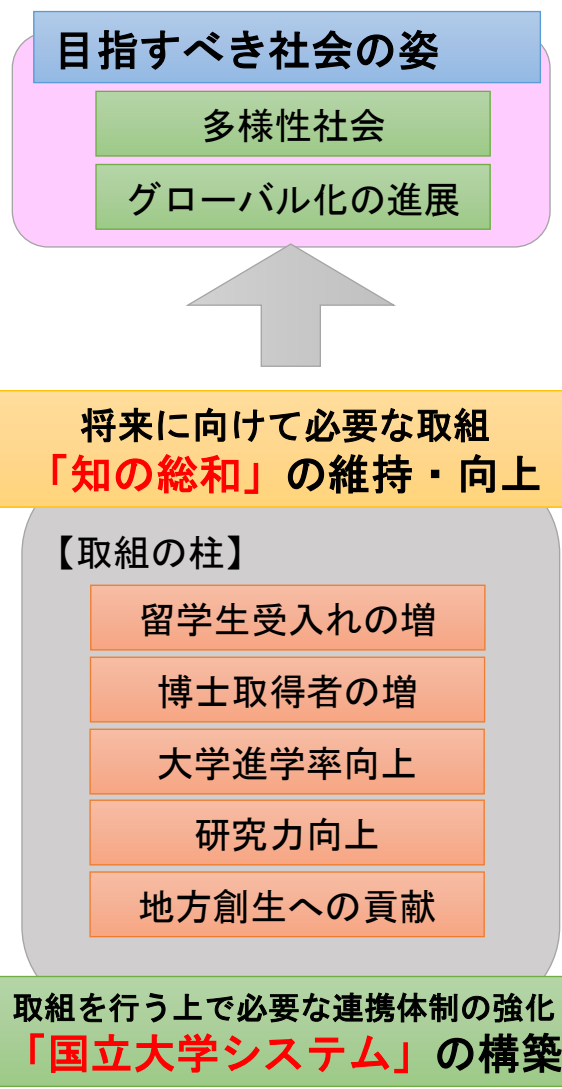 目指すべき社会の姿
多様性社会
グローバル化の進展
将来に向けて必要な取組
「知の総和」の維持・向上
【取組の柱】
留学生受入れの増
博士取得者の増
大学進学率向上
研究力向上
地方創生への貢献
取組を行う上で必要な連携体制の強化
「国立大学システム」の構築